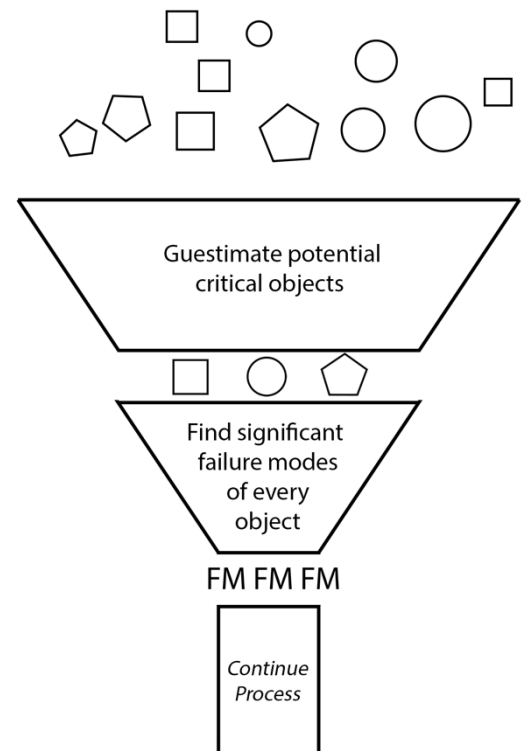 Guestimate potential
critical objects
Find significant
failure modes
of every
object
FM FM FM
Continue
Process